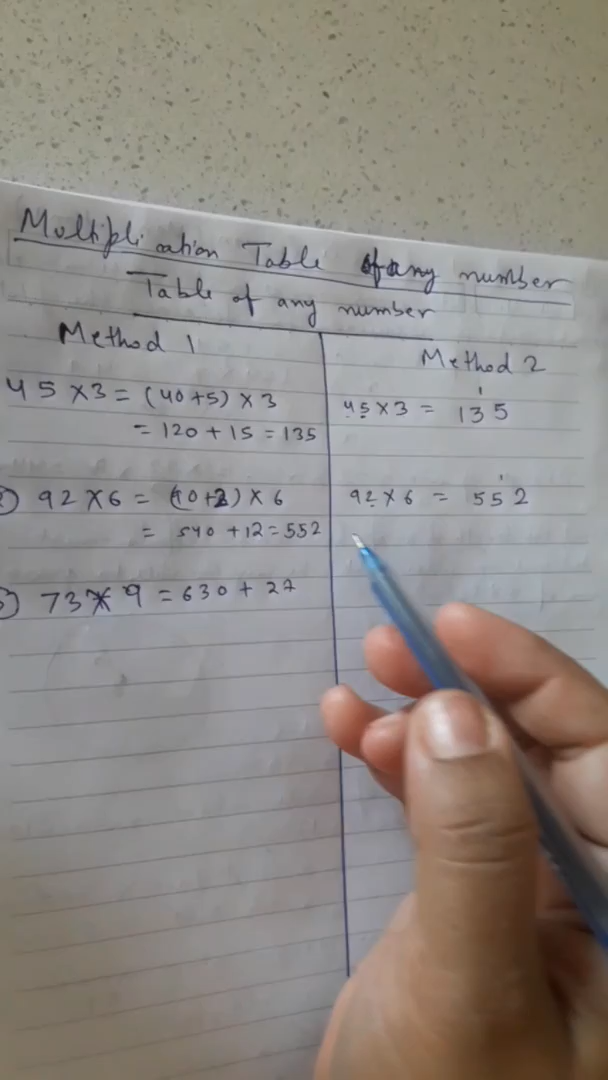 Multiplication Table of any number
Table of any number
Method 1
45 × 3 = (40+5) × 3
= 120 + 15 = 135
92 × 6 = (90+2) × 6
= 540 + 12 = 552
73 × 9 = 630 + 27
Method 2
45 × 3 = 135
1
92 × 6 = 552
1